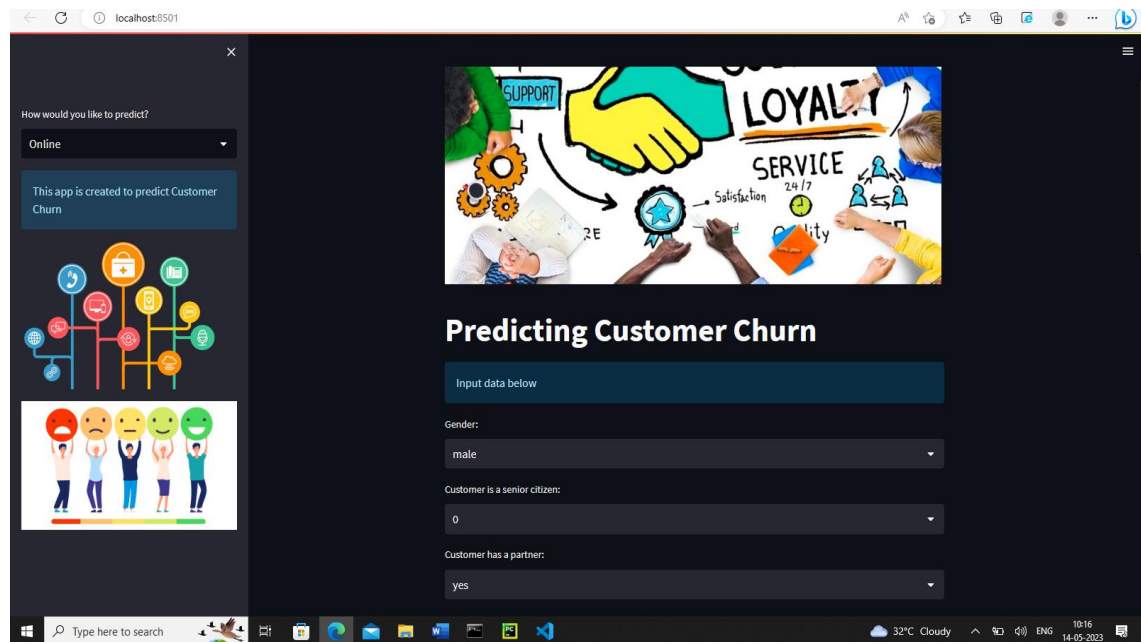 localhost:8501
How would you like to predict?
Online
This app is created to predict Customer
Churn
SUPPORT
LOYALTY
SERVICE
24/7
Satisfaction
Predicting Customer Churn
Input data below
Gender:
male
Customer is a senior citizen:
0
Customer has a partner:
yes
Type here to search
32°C Cloudy
ENG
10:16
14-05-2023